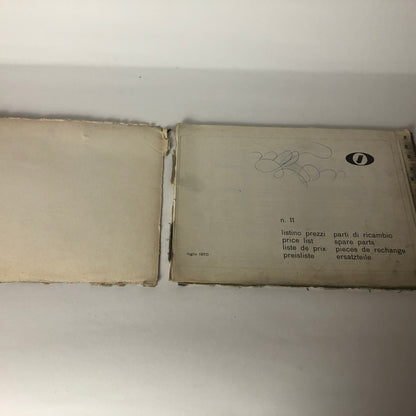 n. 11
listino prezzi parti di ricambio
price list spare parts
liste de prix pieces de rechange
preisliste ersatzteile
luglio 1970